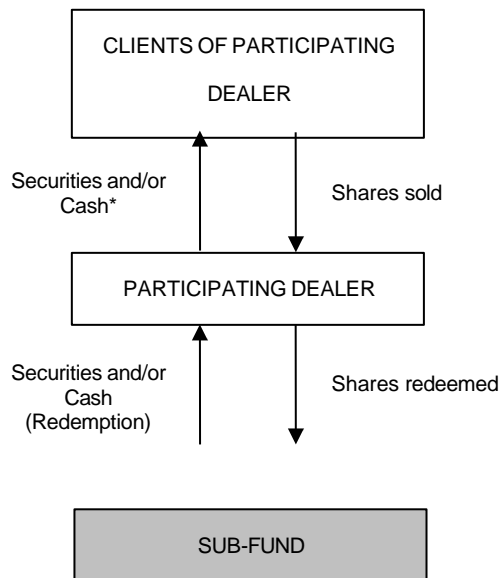 CLIENTS OF PARTICIPATING
DEALER
Securities and/or
Cash*
Shares sold
PARTICIPATING DEALER
Securities and/or
Cash
(Redemption)
Shares redeemed
SUB-FUND